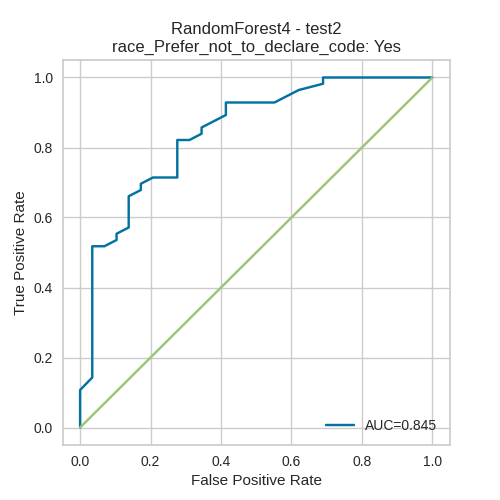 RandomForest4 - test2
race_Prefer_not_to_declare_code: Yes
True Positive Rate
1.0
0.8
0.6
0.4
0.2
0.0
AUC=0.845
0.0 0.2 0.4 0.6 0.8 1.0
False Positive Rate